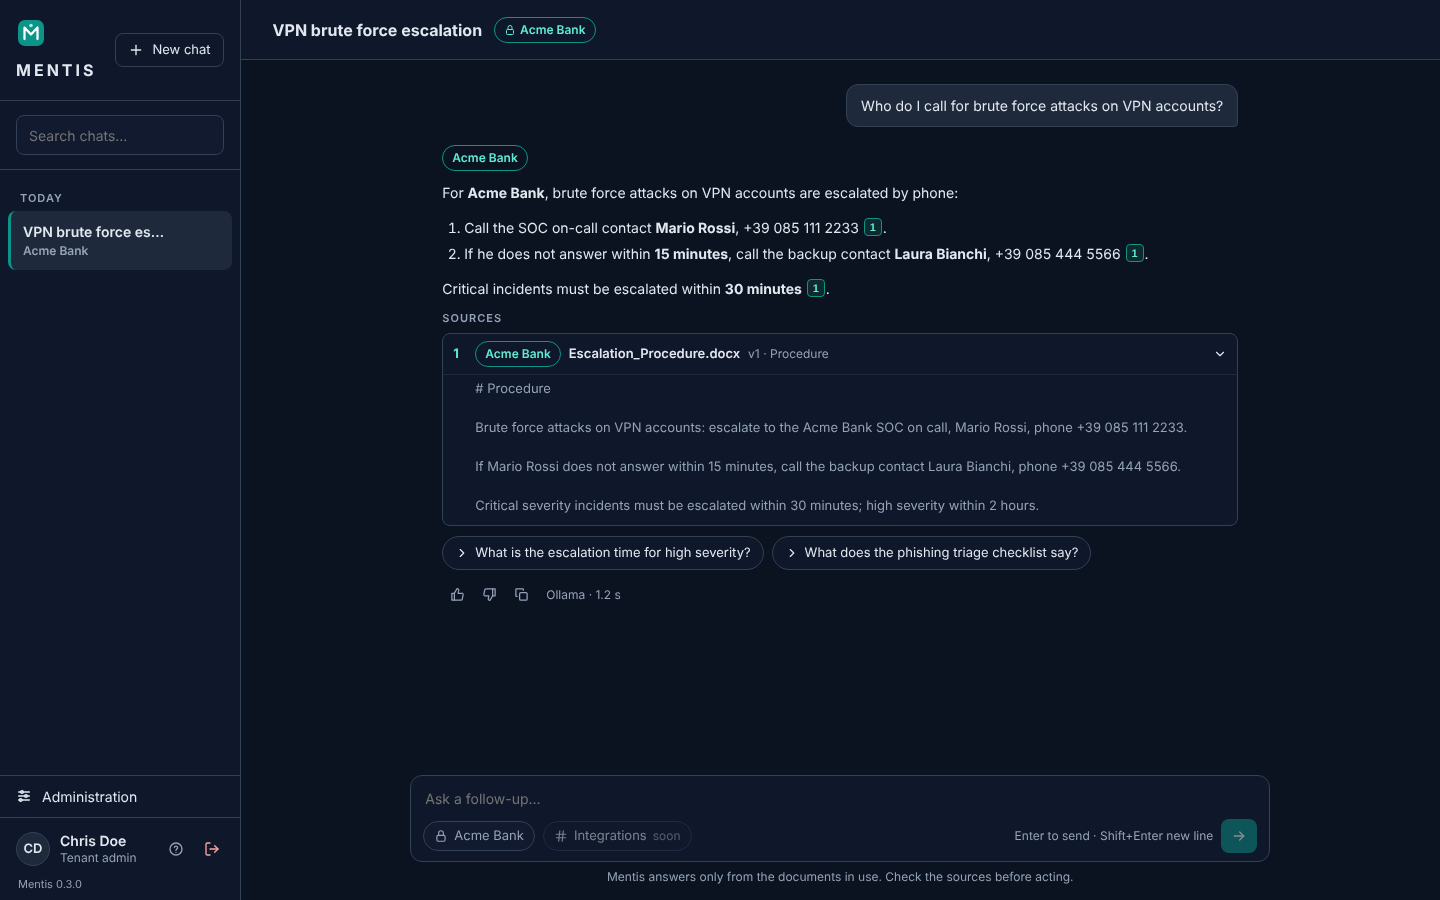 MENTIS
New chat
Search chats...
TODAY
VPN brute force es...
Acme Bank
Administration
CD
Chris Doe
Tenant admin
Mentis 0.3.0
VPN brute force escalation
Acme Bank
Who do I call for brute force attacks on VPN accounts?
Acme Bank
For Acme Bank, brute force attacks on VPN accounts are escalated by phone:
1. Call the SOC on-call contact Mario Rossi, +39 085 111 2233 1.
2. If he does not answer within 15 minutes, call the backup contact Laura Bianchi, +39 085 444 5566 1.
Critical incidents must be escalated within 30 minutes 1.
SOURCES
1 Acme Bank Escalation_Procedure.docx v1 · Procedure
# Procedure
Brute force attacks on VPN accounts: escalate to the Acme Bank SOC on call, Mario Rossi, phone +39 085 111 2233.
If Mario Rossi does not answer within 15 minutes, call the backup contact Laura Bianchi, phone +39 085 444 5566.
Critical severity incidents must be escalated within 30 minutes; high severity within 2 hours.
What is the escalation time for high severity?
What does the phishing triage checklist say?
Ollama · 1.2 s
Ask a follow-up...
Acme Bank
Integrations soon
Enter to send · Shift+Enter new line
Mentis answers only from the documents in use. Check the sources before acting.